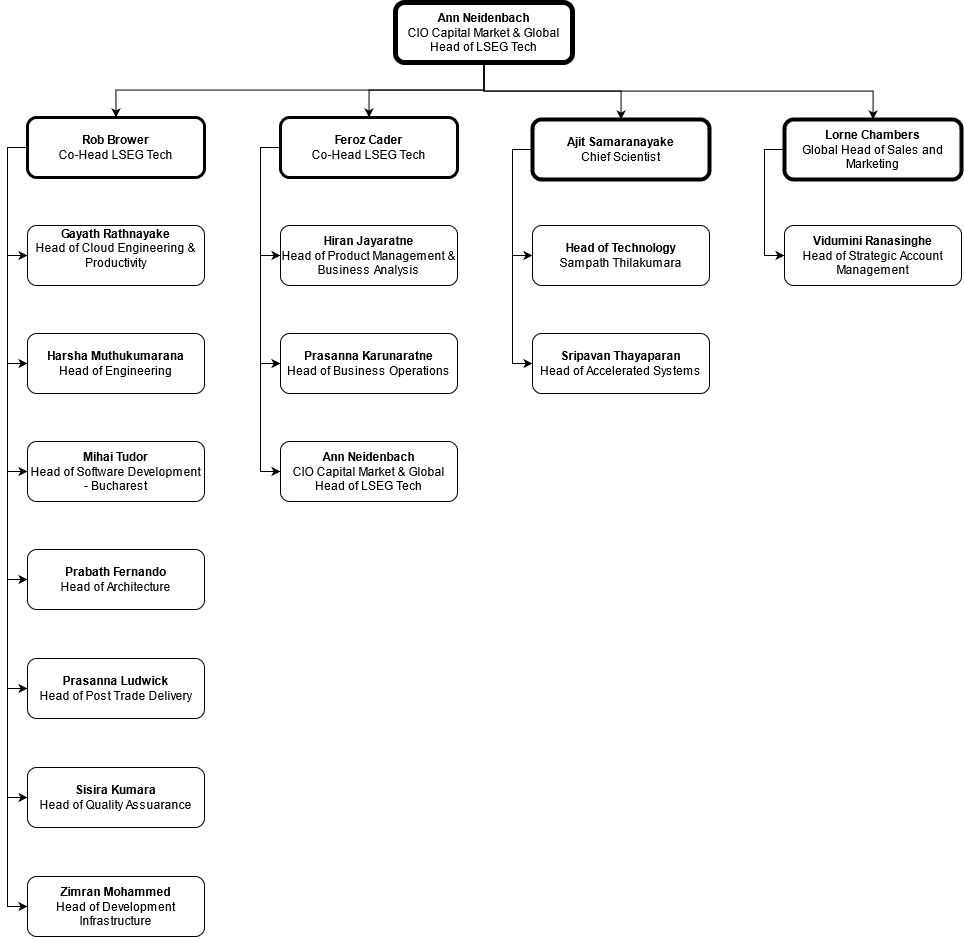 Ann Neidenbach
CIO Capital Market & Global
Head of LSEG Tech
Rob Brower
Co-Head LSEG Tech
Feroz Cader
Co-Head LSEG Tech
Ajit Samaranayake
Chief Scientist
Lorne Chambers
Global Head of Sales and
Marketing
Gayath Rathnayake
Head of Cloud Engineering &
Productivity
Hiran Jayaratne
Head of Product Management &
Business Analysis
Head of Technology
Sampath Thilakumara
Vidumini Ranasinghe
Head of Strategic Account
Management
Harsha Muthukumarana
Head of Engineering
Prasanna Karunaratne
Head of Business Operations
Sripavan Thayaparan
Head of Accelerated Systems
Mihai Tudor
Head of Software Development
- Bucharest
Ann Neidenbach
CIO Capital Market & Global
Head of LSEG Tech
Prabath Fernando
Head of Architecture
Prasanna Ludwick
Head of Post Trade Delivery
Sisira Kumara
Head of Quality Assuarance
Zimran Mohammed
Head of Development
Infrastructure